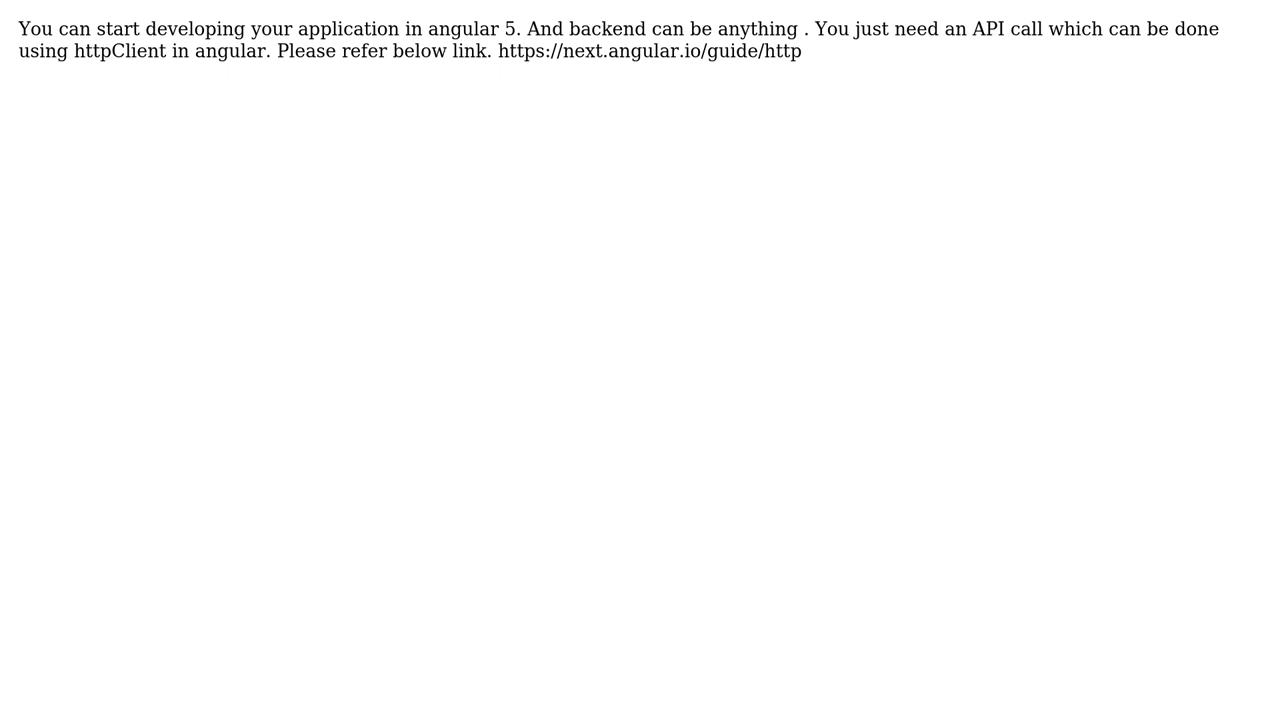 You can start developing your application in angular 5. And backend can be anything . You just need an API call which can be done
using httpClient in angular. Please refer below link. https://next.angular.io/guide/http